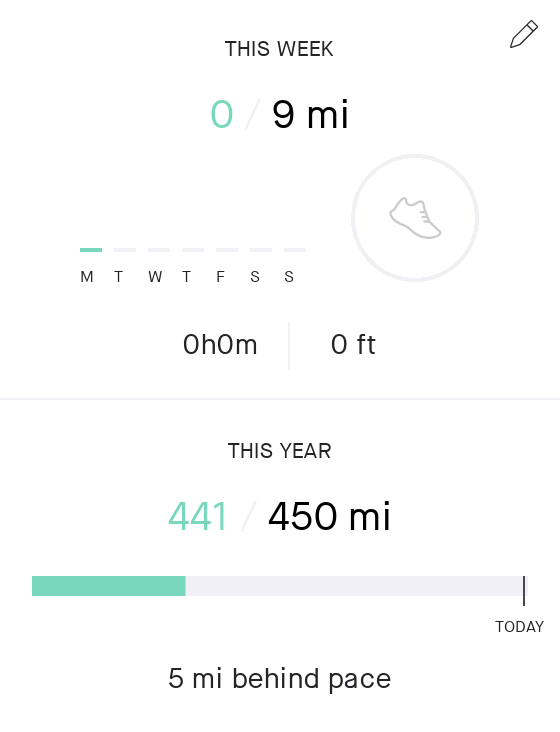 THIS WEEK
0 / 9 mi
M T W T F S S
0h0m 0 ft
THIS YEAR
441 / 450 mi
TODAY
5 mi behind pace